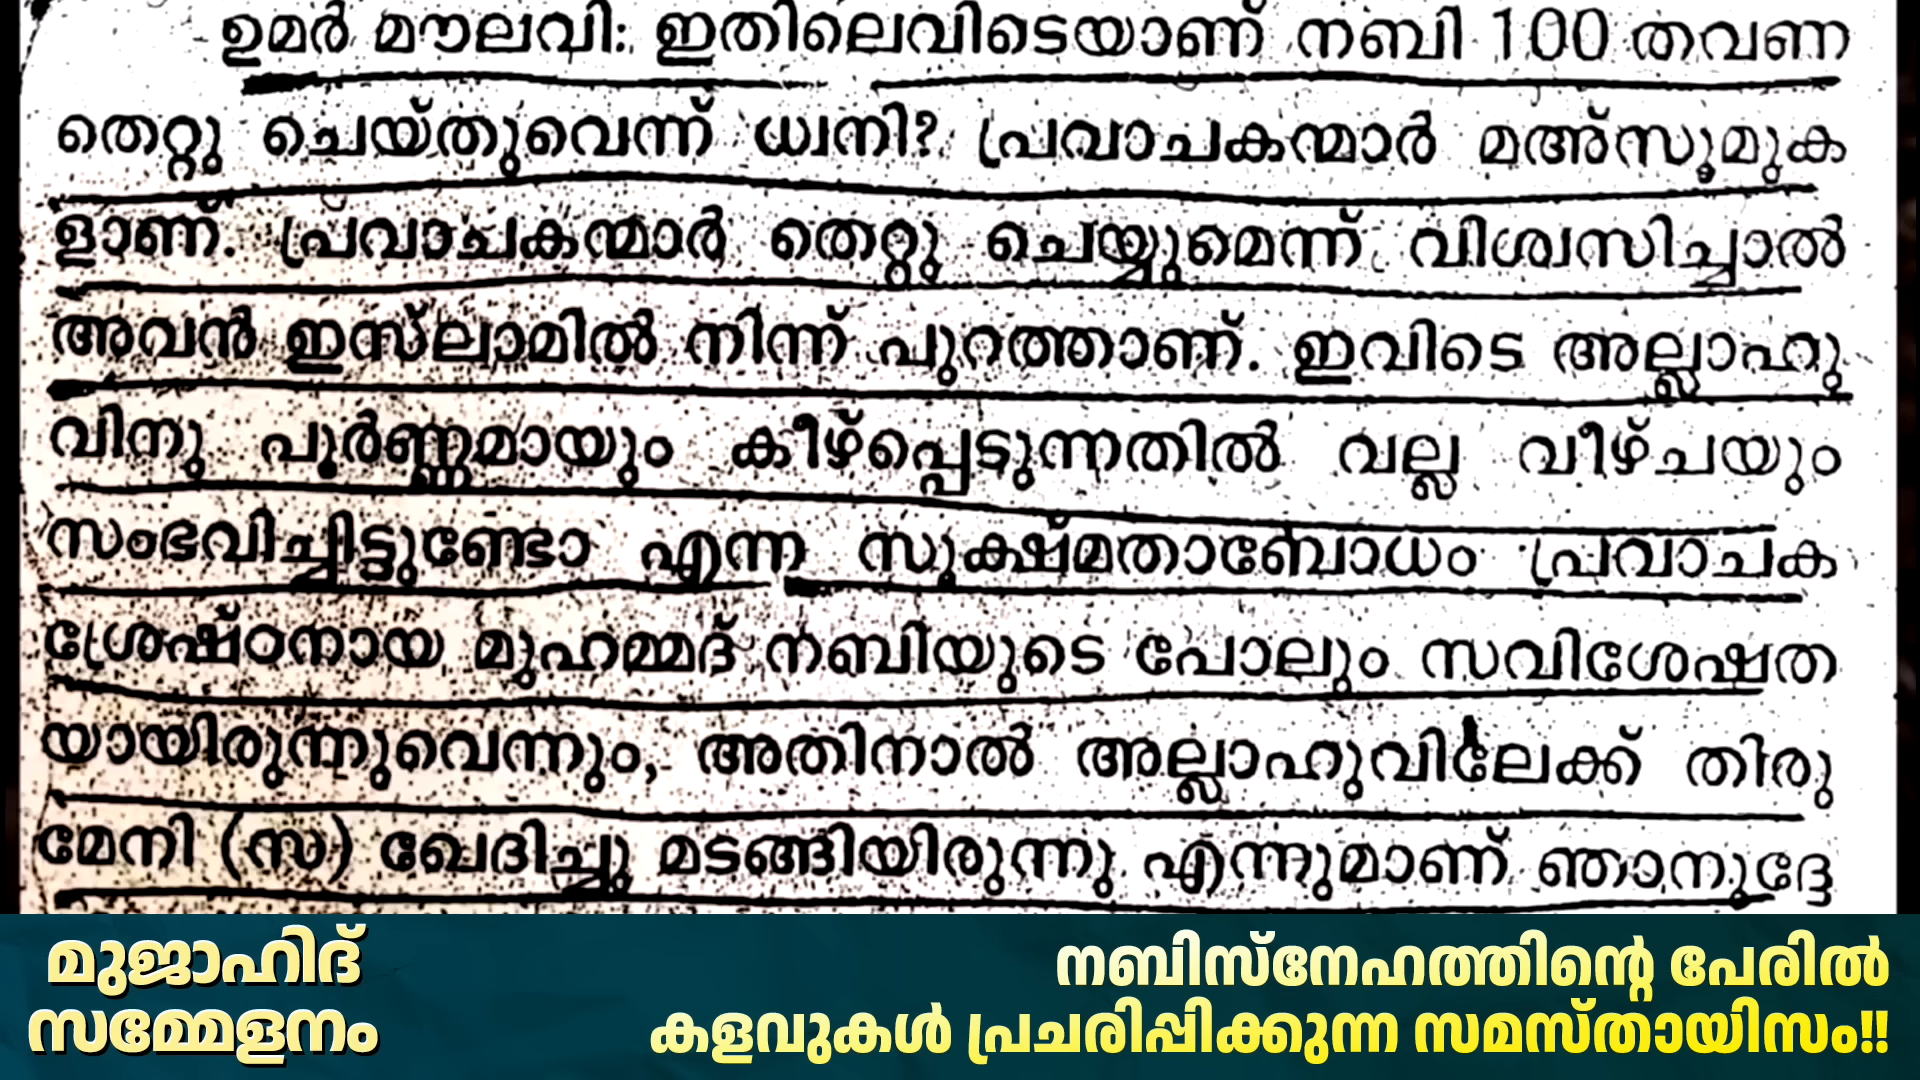 ഉമർ മൗലവി: ഇതിലെവിടെയാണ് നബി 100 തവണ
തെറ്റു ചെയ്തുവെന്ന് ധ്വനി? പ്രവാചകന്മാർ മഅ്സൂമുക
ളാണ്. പ്രവാചകന്മാർ തെറ്റു ചെയ്യുമെന്ന് വിശ്വസിച്ചാൽ
അവൻ ഇസ്‌ലാമിൽ നിന്ന് പുറത്താണ്. ഇവിടെ അല്ലാഹു
വിനു പൂർണ്ണമായും കീഴ്പ്പെടുന്നതിൽ വല്ല വീഴ്ചയും
സംഭവിച്ചിട്ടുണ്ടോ എന്ന സൂക്ഷ്മതാബോധം പ്രവാചക
ശ്രേഷ്ഠനായ മുഹമ്മദ് നബിയുടെ പോലും സവിശേഷത
യായിരുന്നുവെന്നും, അതിനാൽ അല്ലാഹുവിലേക്ക് തിരു
മേനി (സ) ഖേദിച്ചു മടങ്ങിയിരുന്നു എന്നുമാണ് ഞാനുദ്ദേ
മുജാഹിദ്
സമ്മേളനം
നബിസ്നേഹത്തിന്റെ പേരിൽ
കളവുകൾ പ്രചരിപ്പിക്കുന്ന സമസ്തായിസം!!